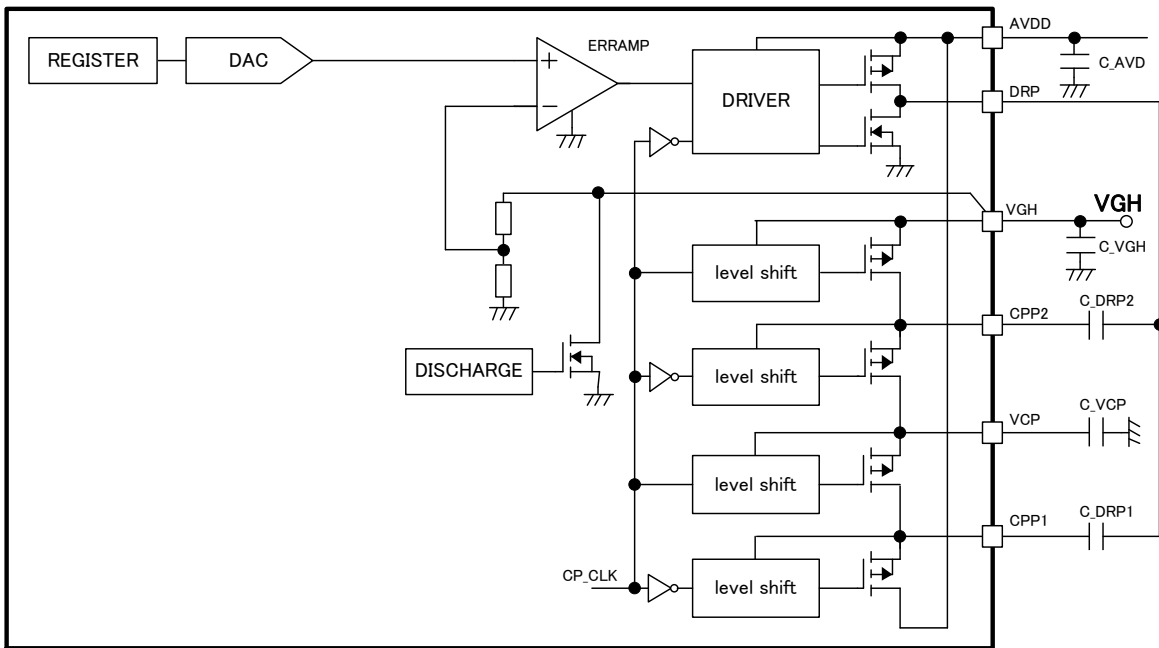 AVDD
ERRAMP
REGISTER
DAC
+
C_AVD
DRP
−
DRIVER
VGH
VGH
C_VGH
level shift
C_DRP2
CPP2
DISCHARGE
level shift
C_VCP
VCP
level shift
C_DRP1
CPP1
CP_CLK
level shift